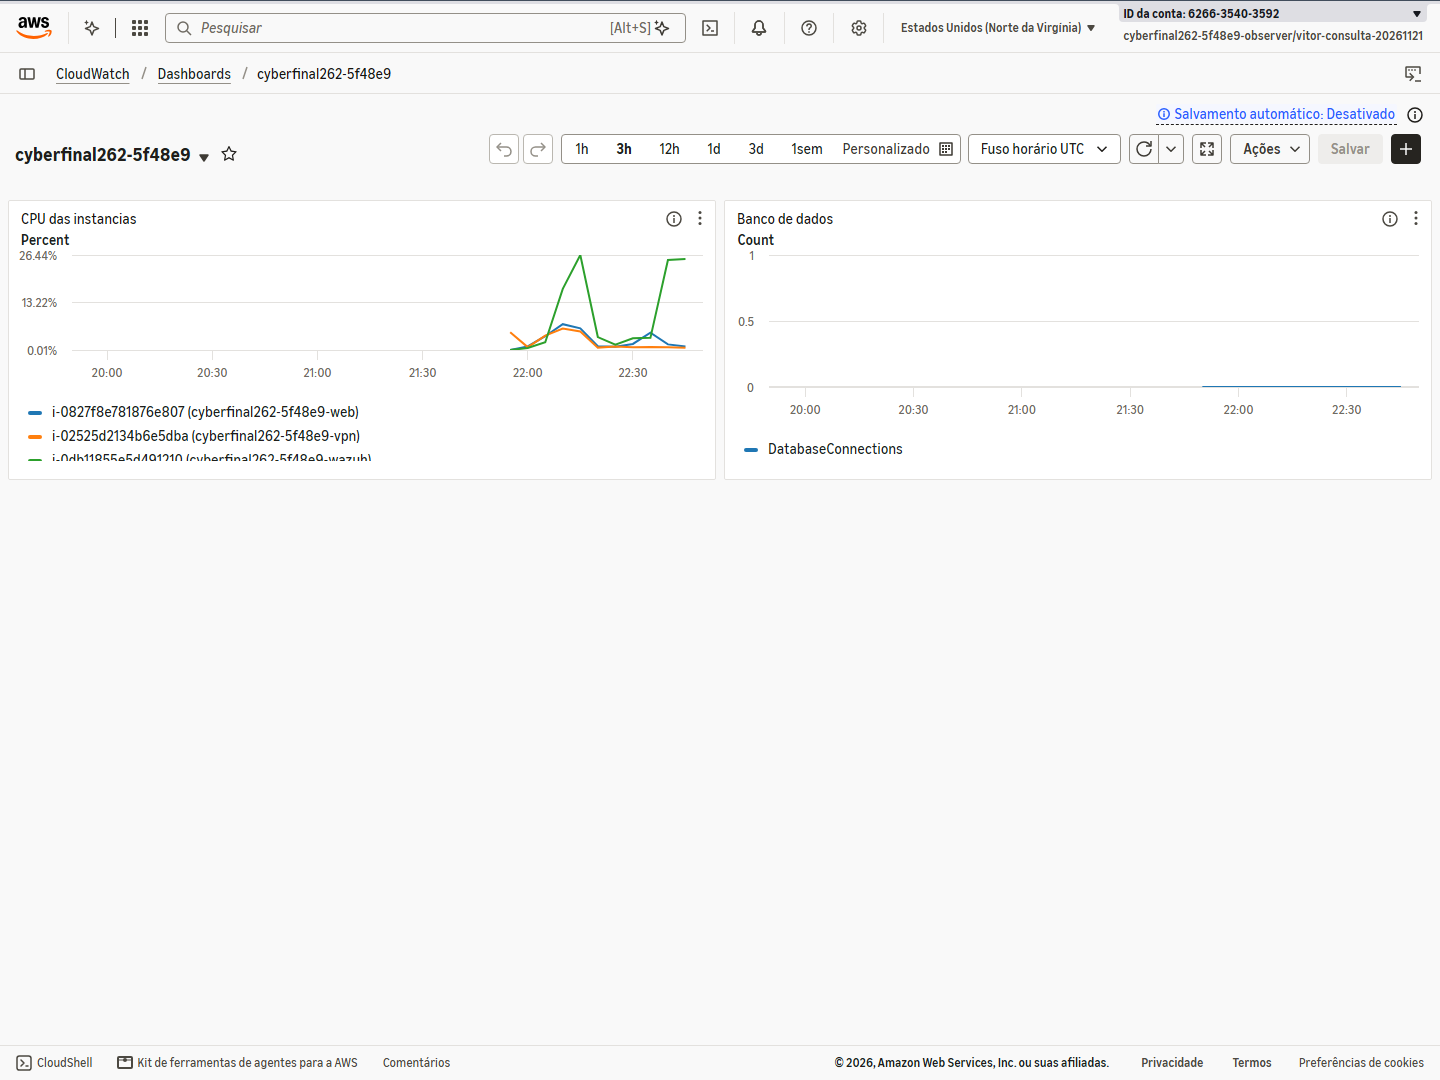 aws
Pesquisar
[Alt+S]
Estados Unidos (Norte da Virgínia)
ID da conta: 6266-3540-3592
cyberfinal262-5f48e9-observer/vitor-consulta-20261121
CloudWatch / Dashboards / cyberfinal262-5f48e9
Salvamento automático: Desativado
cyberfinal262-5f48e9
1h 3h 12h 1d 3d 1sem Personalizado
Fuso horário UTC
Ações
Salvar
CPU das instancias
Percent
26.44%
13.22%
0.01%
20:00 20:30 21:00 21:30 22:00 22:30
i-0827f8e781876e807 (cyberfinal262-5f48e9-web)
i-02525d2134b6e5dba (cyberfinal262-5f48e9-vpn)
i-0db11855e5d491210 (cyberfinal262-5f48e9-wazuh)
Banco de dados
Count
1
0.5
0
20:00 20:30 21:00 21:30 22:00 22:30
DatabaseConnections
CloudShell
Kit de ferramentas de agentes para a AWS
Comentários
© 2026, Amazon Web Services, Inc. ou suas afiliadas.
Privacidade
Termos
Preferências de cookies